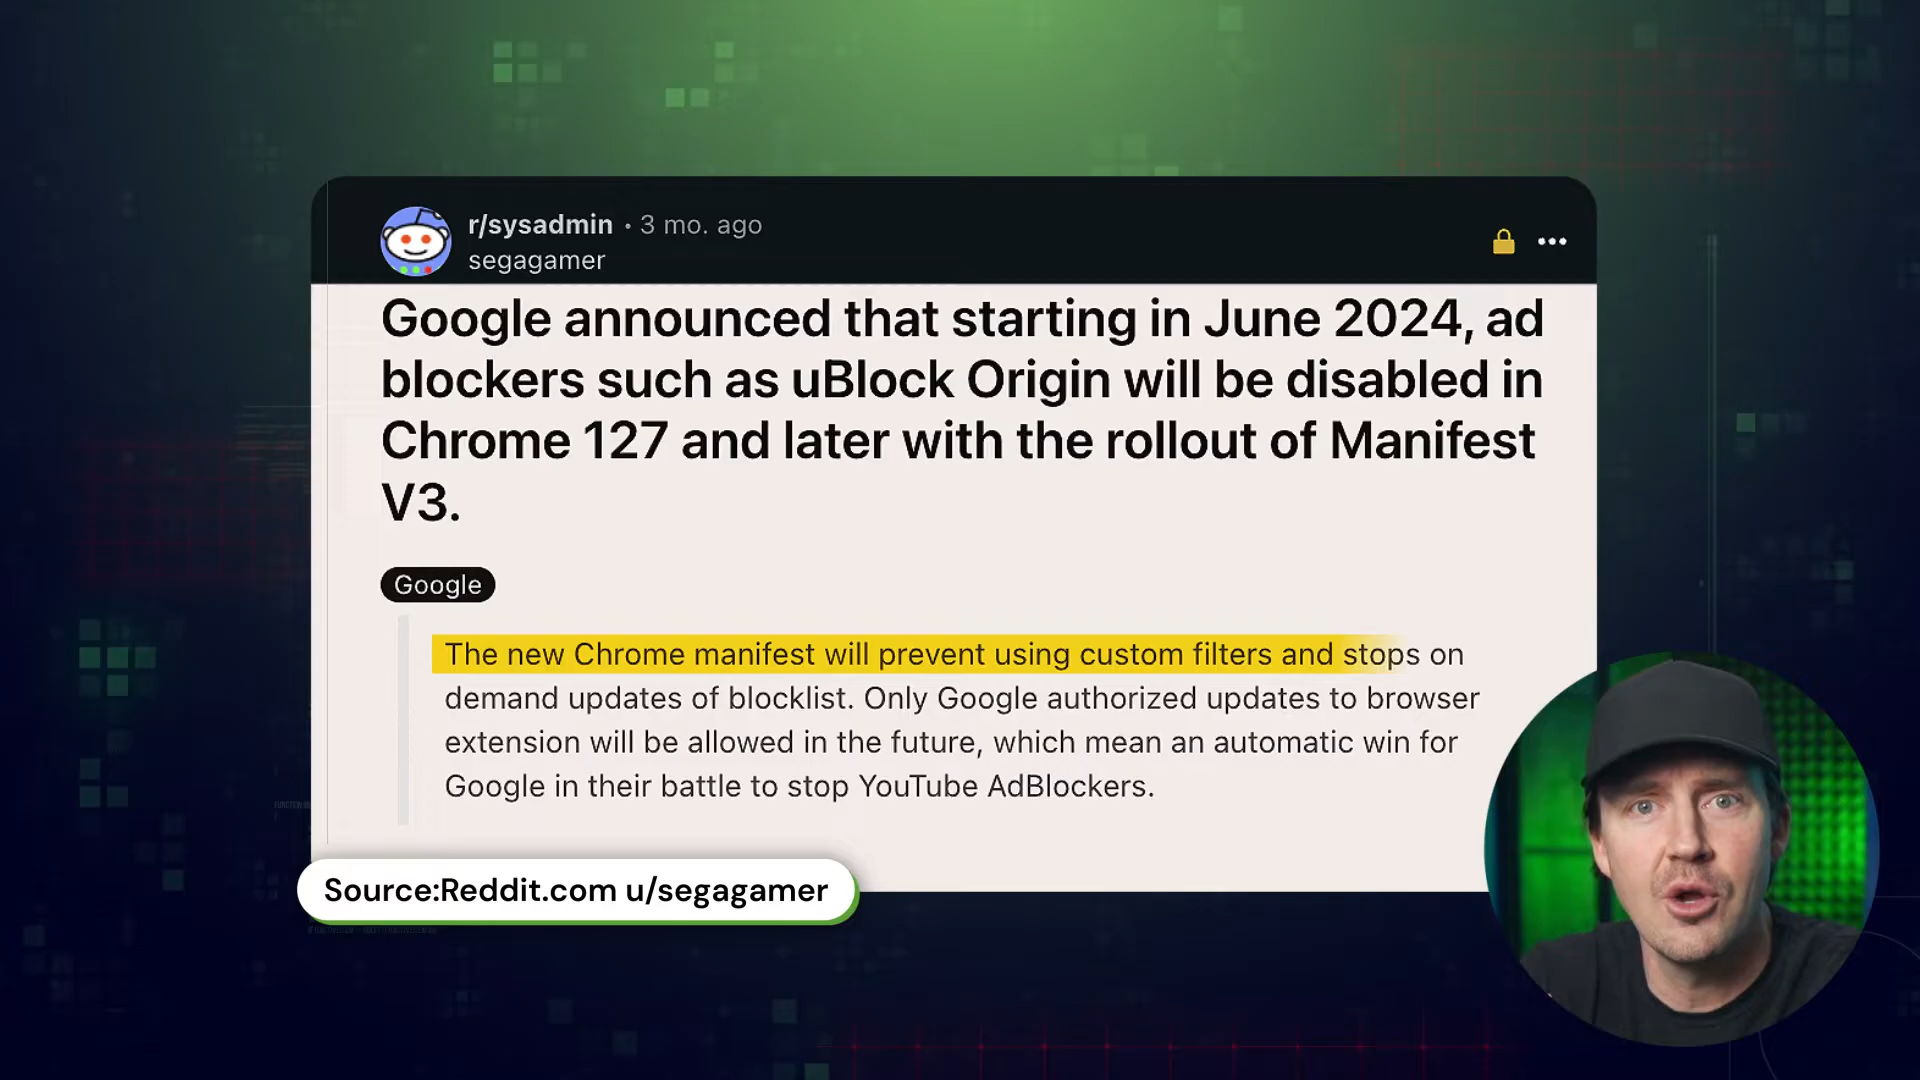 r/sysadmin • 3 mo. ago
segagamer
Google announced that starting in June 2024, ad
blockers such as uBlock Origin will be disabled in
Chrome 127 and later with the rollout of Manifest
V3.
Google
The new Chrome manifest will prevent using custom filters and stops on
demand updates of blocklist. Only Google authorized updates to browser
extension will be allowed in the future, which mean an automatic win for
Google in their battle to stop YouTube AdBlockers.
Source:Reddit.com u/segagamer